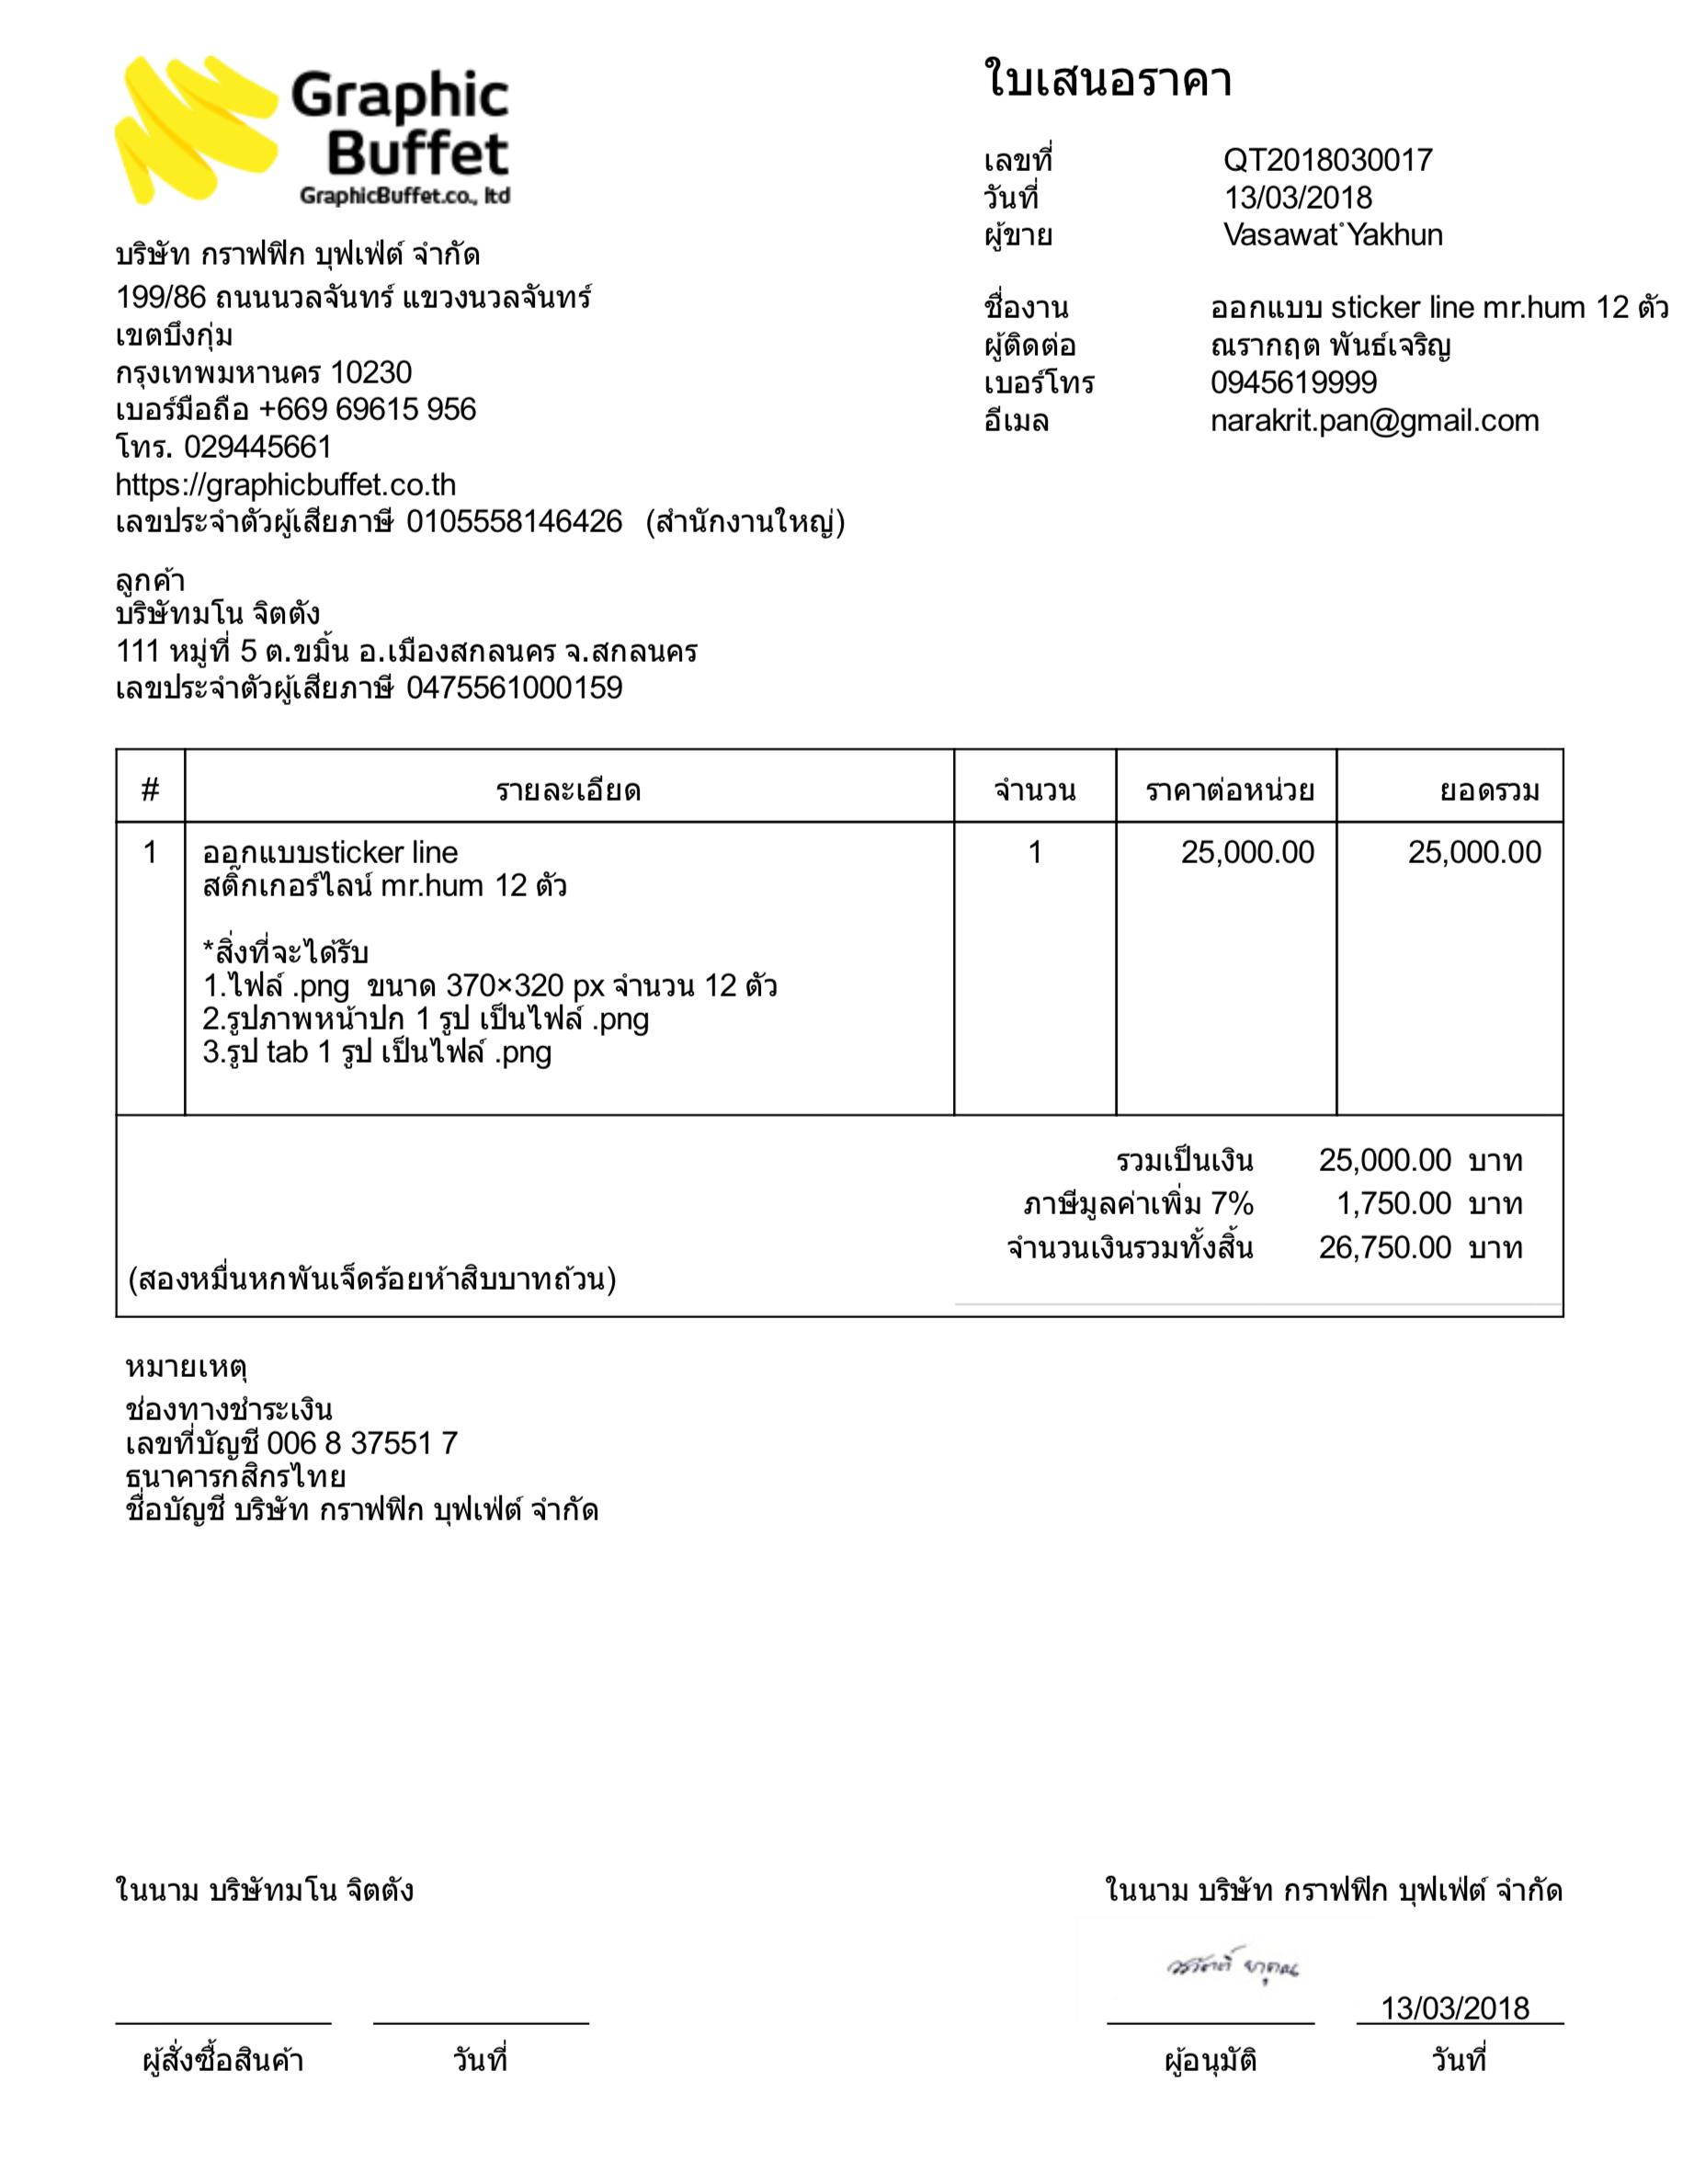 Graphic
Buffet
GraphicBuffet.co., ltd
ใบเสนอราคา
เลขที่ QT2018030017
วันที่ 13/03/2018
ผู้ขาย Vasawat ํYakhun
บริษัท กราฟฟิก บุฟเฟ่ต์ จำกัด
199/86 ถนนนวลจันทร์ แขวงนวลจันทร์
เขตบึงกุ่ม
กรุงเทพมหานคร 10230
เบอร์มือถือ +669 69615 956
โทร. 029445661
https://graphicbuffet.co.th
เลขประจำตัวผู้เสียภาษี 0105558146426 (สำนักงานใหญ่)
ชื่องาน ออกแบบ sticker line mr.hum 12 ตัว
ผู้ติดต่อ ณรากฤต พันธ์เจริญ
เบอร์โทร 0945619999
อีเมล narakrit.pan@gmail.com
ลูกค้า
บริษัทมโน จิตตัง
111 หมู่ที่ 5 ต.ขมิ้น อ.เมืองสกลนคร จ.สกลนคร
เลขประจำตัวผู้เสียภาษี 0475561000159
# รายละเอียด จำนวน ราคาต่อหน่วย ยอดรวม
1 ออกแบบsticker line 1 25,000.00 25,000.00
สติ๊กเกอร์ไลน์ mr.hum 12 ตัว
*สิ่งที่จะได้รับ
1.ไฟล์ .png ขนาด 370×320 px จำนวน 12 ตัว
2.รูปภาพหน้าปก 1 รูป เป็นไฟล์ .png
3.รูป tab 1 รูป เป็นไฟล์ .png
รวมเป็นเงิน 25,000.00 บาท
ภาษีมูลค่าเพิ่ม 7% 1,750.00 บาท
จำนวนเงินรวมทั้งสิ้น 26,750.00 บาท
(สองหมื่นหกพันเจ็ดร้อยห้าสิบบาทถ้วน)
หมายเหตุ
ช่องทางชำระเงิน
เลขที่บัญชี 006 8 37551 7
ธนาคารกสิกรไทย
ชื่อบัญชี บริษัท กราฟฟิก บุฟเฟ่ต์ จำกัด
ในนาม บริษัทมโน จิตตัง ในนาม บริษัท กราฟฟิก บุฟเฟ่ต์ จำกัด
13/03/2018
ผู้สั่งซื้อสินค้า วันที่ ผู้อนุมัติ วันที่